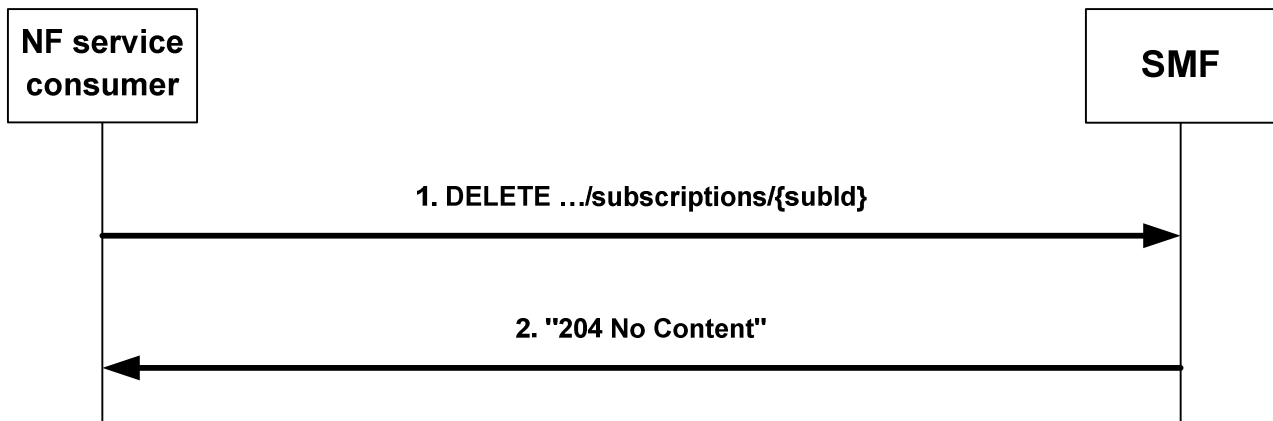 NF service
consumer
SMF
1. DELETE …/subscriptions/{subId}
2. "204 No Content"